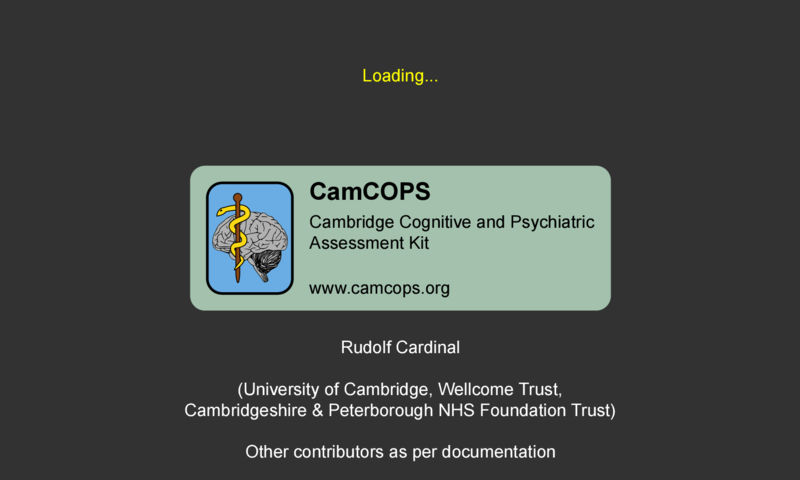 Loading...
CamCOPS
Cambridge Cognitive and Psychiatric
Assessment Kit
www.camcops.org
Rudolf Cardinal
(University of Cambridge, Wellcome Trust,
Cambridgeshire & Peterborough NHS Foundation Trust)
Other contributors as per documentation